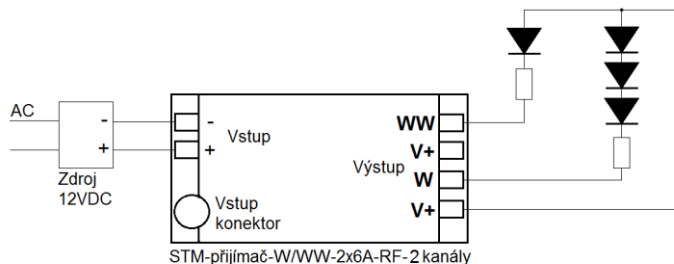 AC
-
+
Zdroj
12VDC
-
+
Vstup
Vstup
konektor
WW
V+
Výstup
W
V+
STM-přijímač-W/WW-2x6A-RF-2 kanály